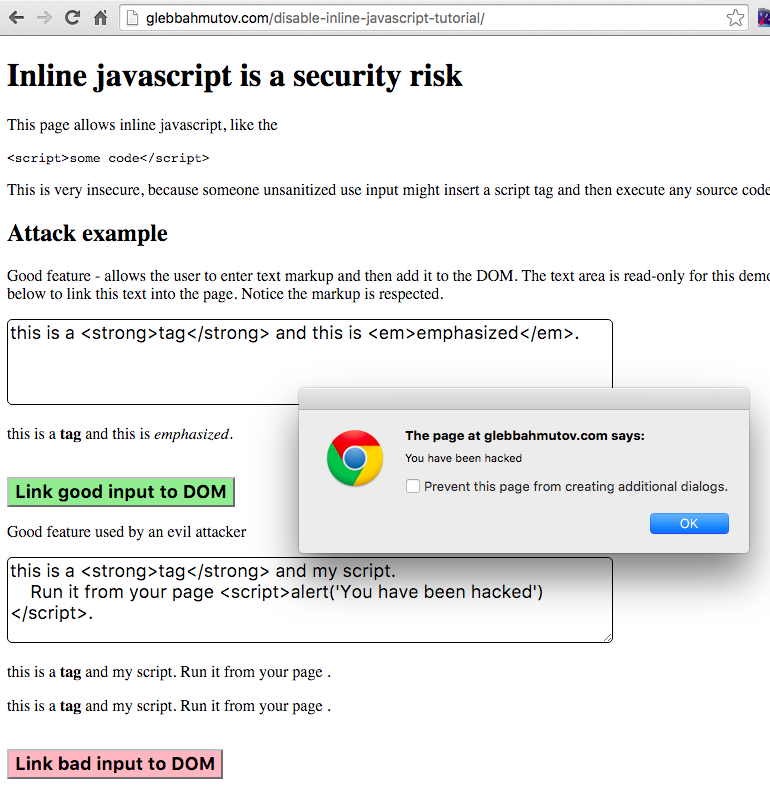 glebbahmutov.com/disable-inline-javascript-tutorial/
Inline javascript is a security risk
This page allows inline javascript, like the
<script>some code</script>
This is very insecure, because someone unsanitized use input might insert a script tag and then execute any source code
Attack example
Good feature - allows the user to enter text markup and then add it to the DOM. The text area is read-only for this demo
below to link this text into the page. Notice the markup is respected.
this is a <strong>tag</strong> and this is <em>emphasized</em>.
this is a tag and this is emphasized.
The page at glebbahmutov.com says:
You have been hacked
Prevent this page from creating additional dialogs.
OK
Link good input to DOM
Good feature used by an evil attacker
this is a <strong>tag</strong> and my script.
Run it from your page <script>alert('You have been hacked')
</script>.
this is a tag and my script. Run it from your page .
this is a tag and my script. Run it from your page .
Link bad input to DOM